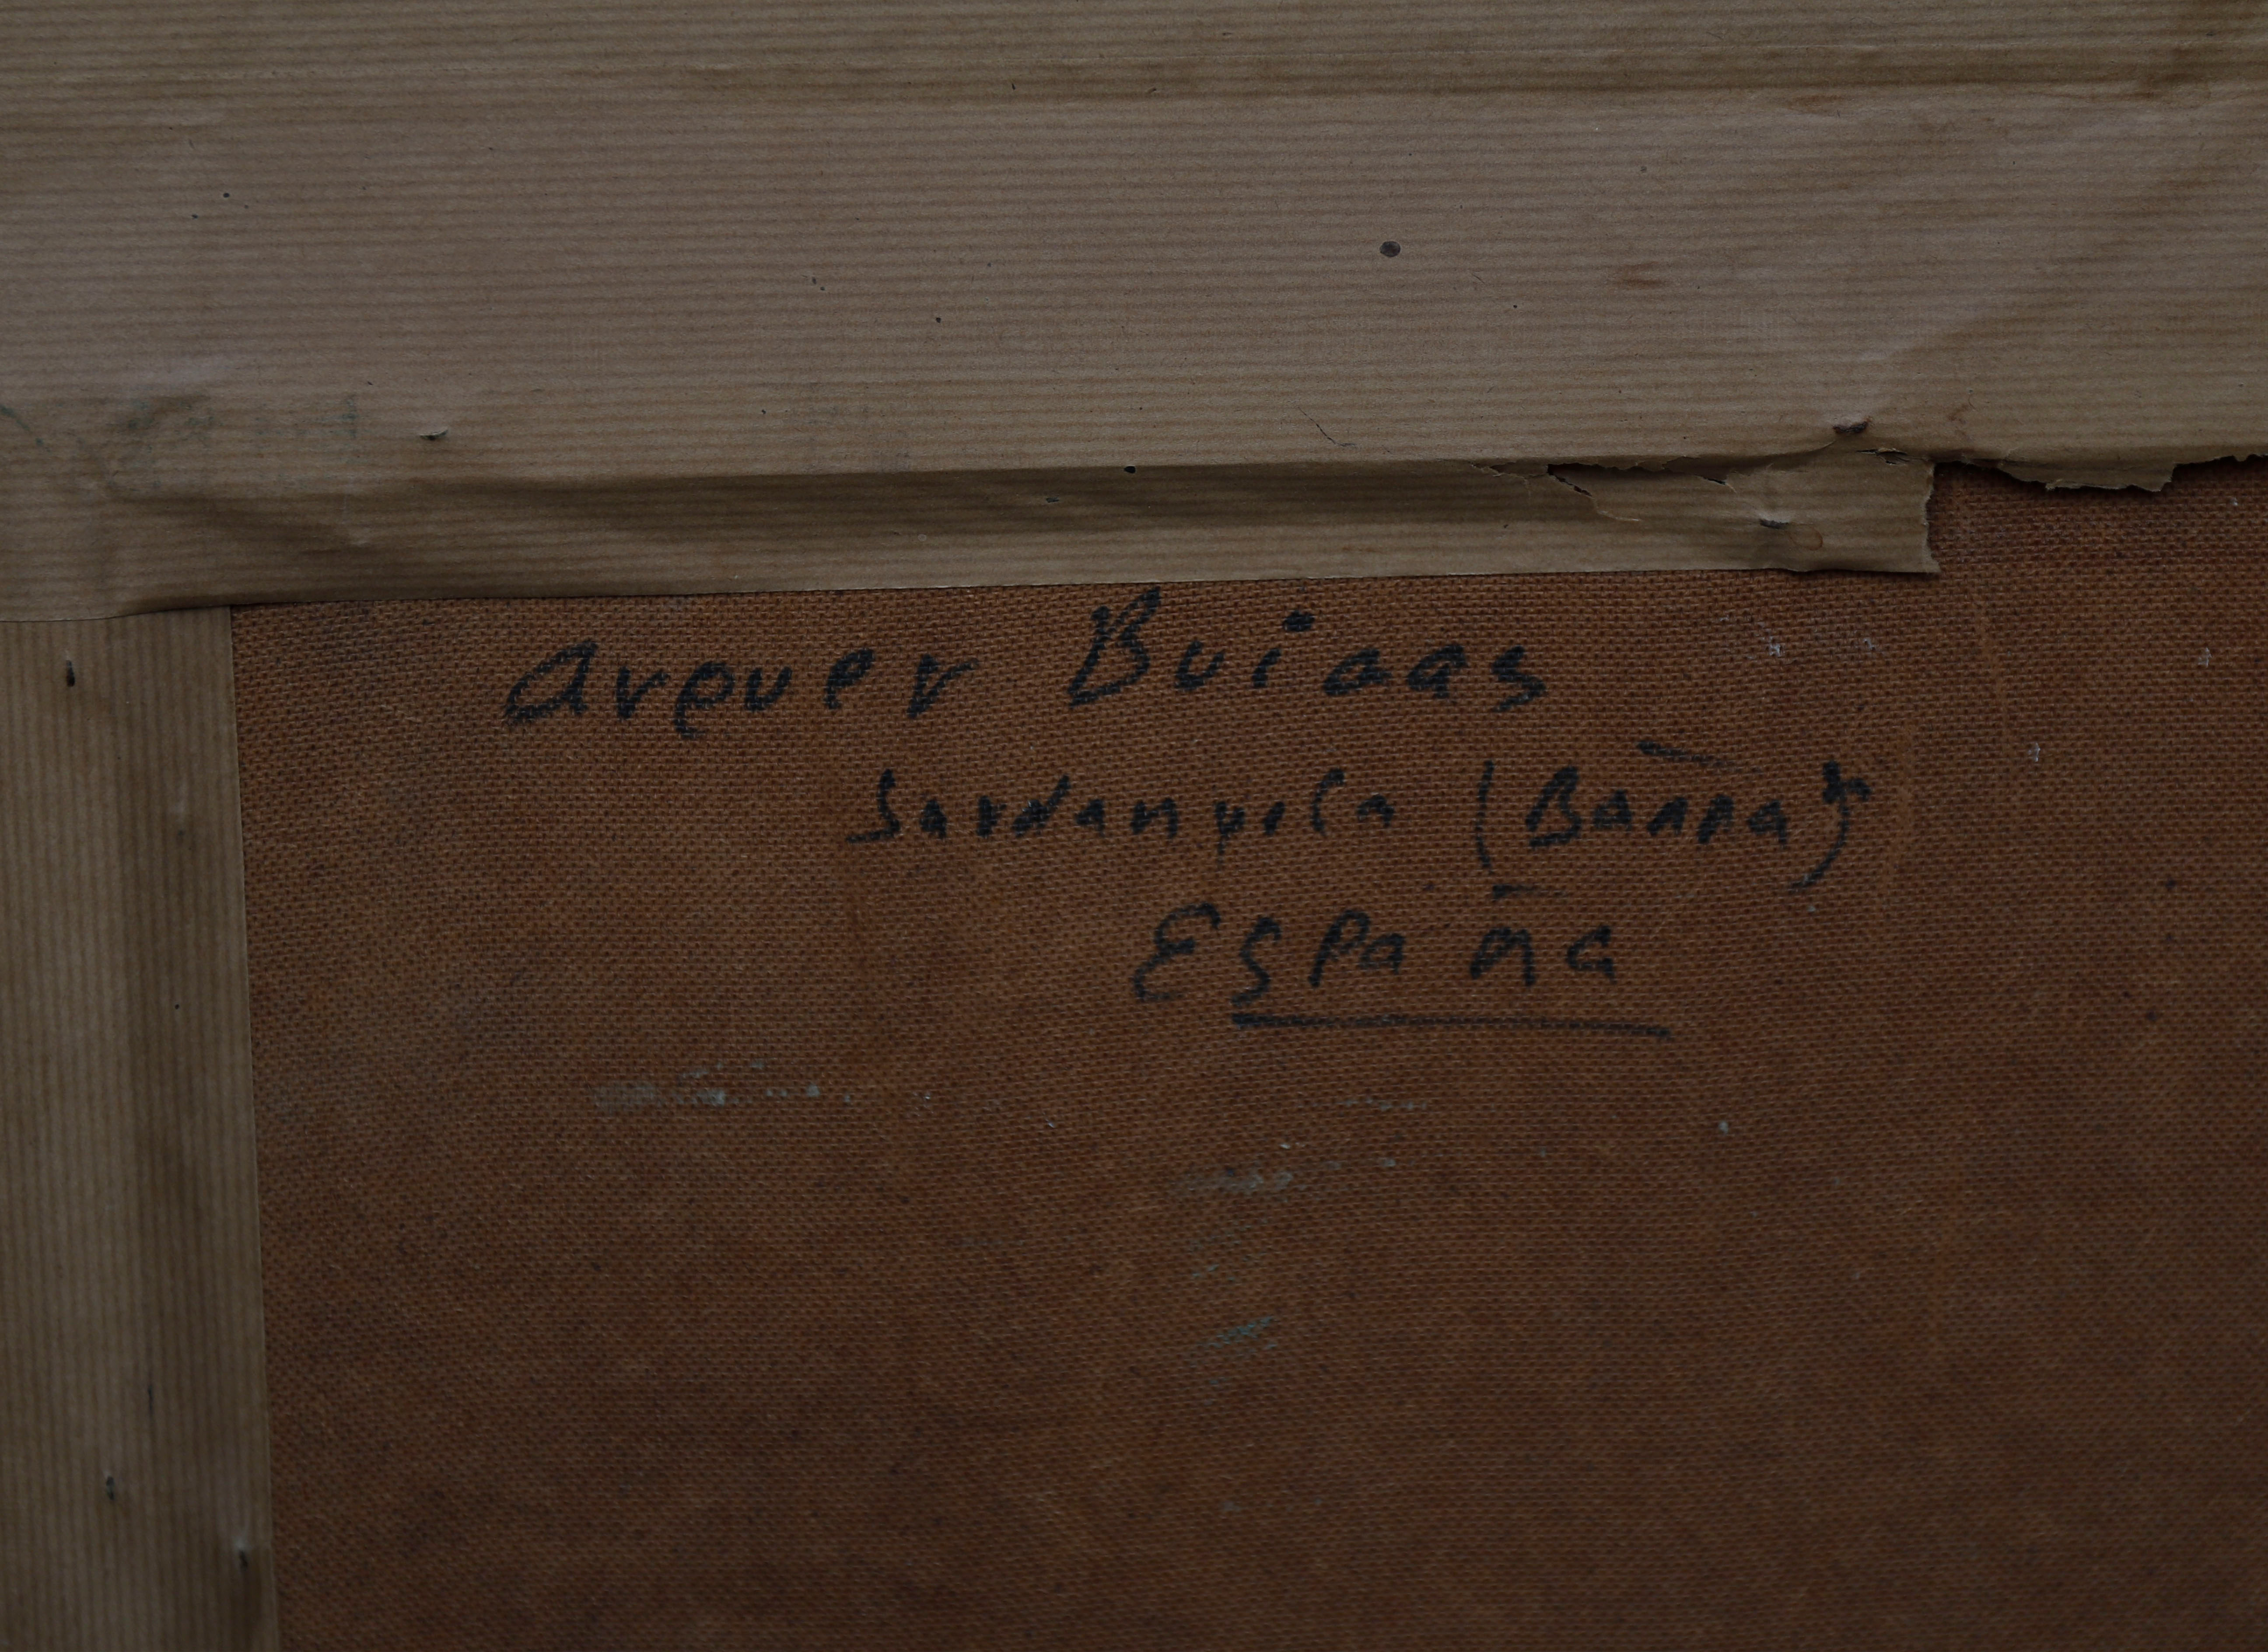 Arquer Buigas
Sardanyola (Barna)
España